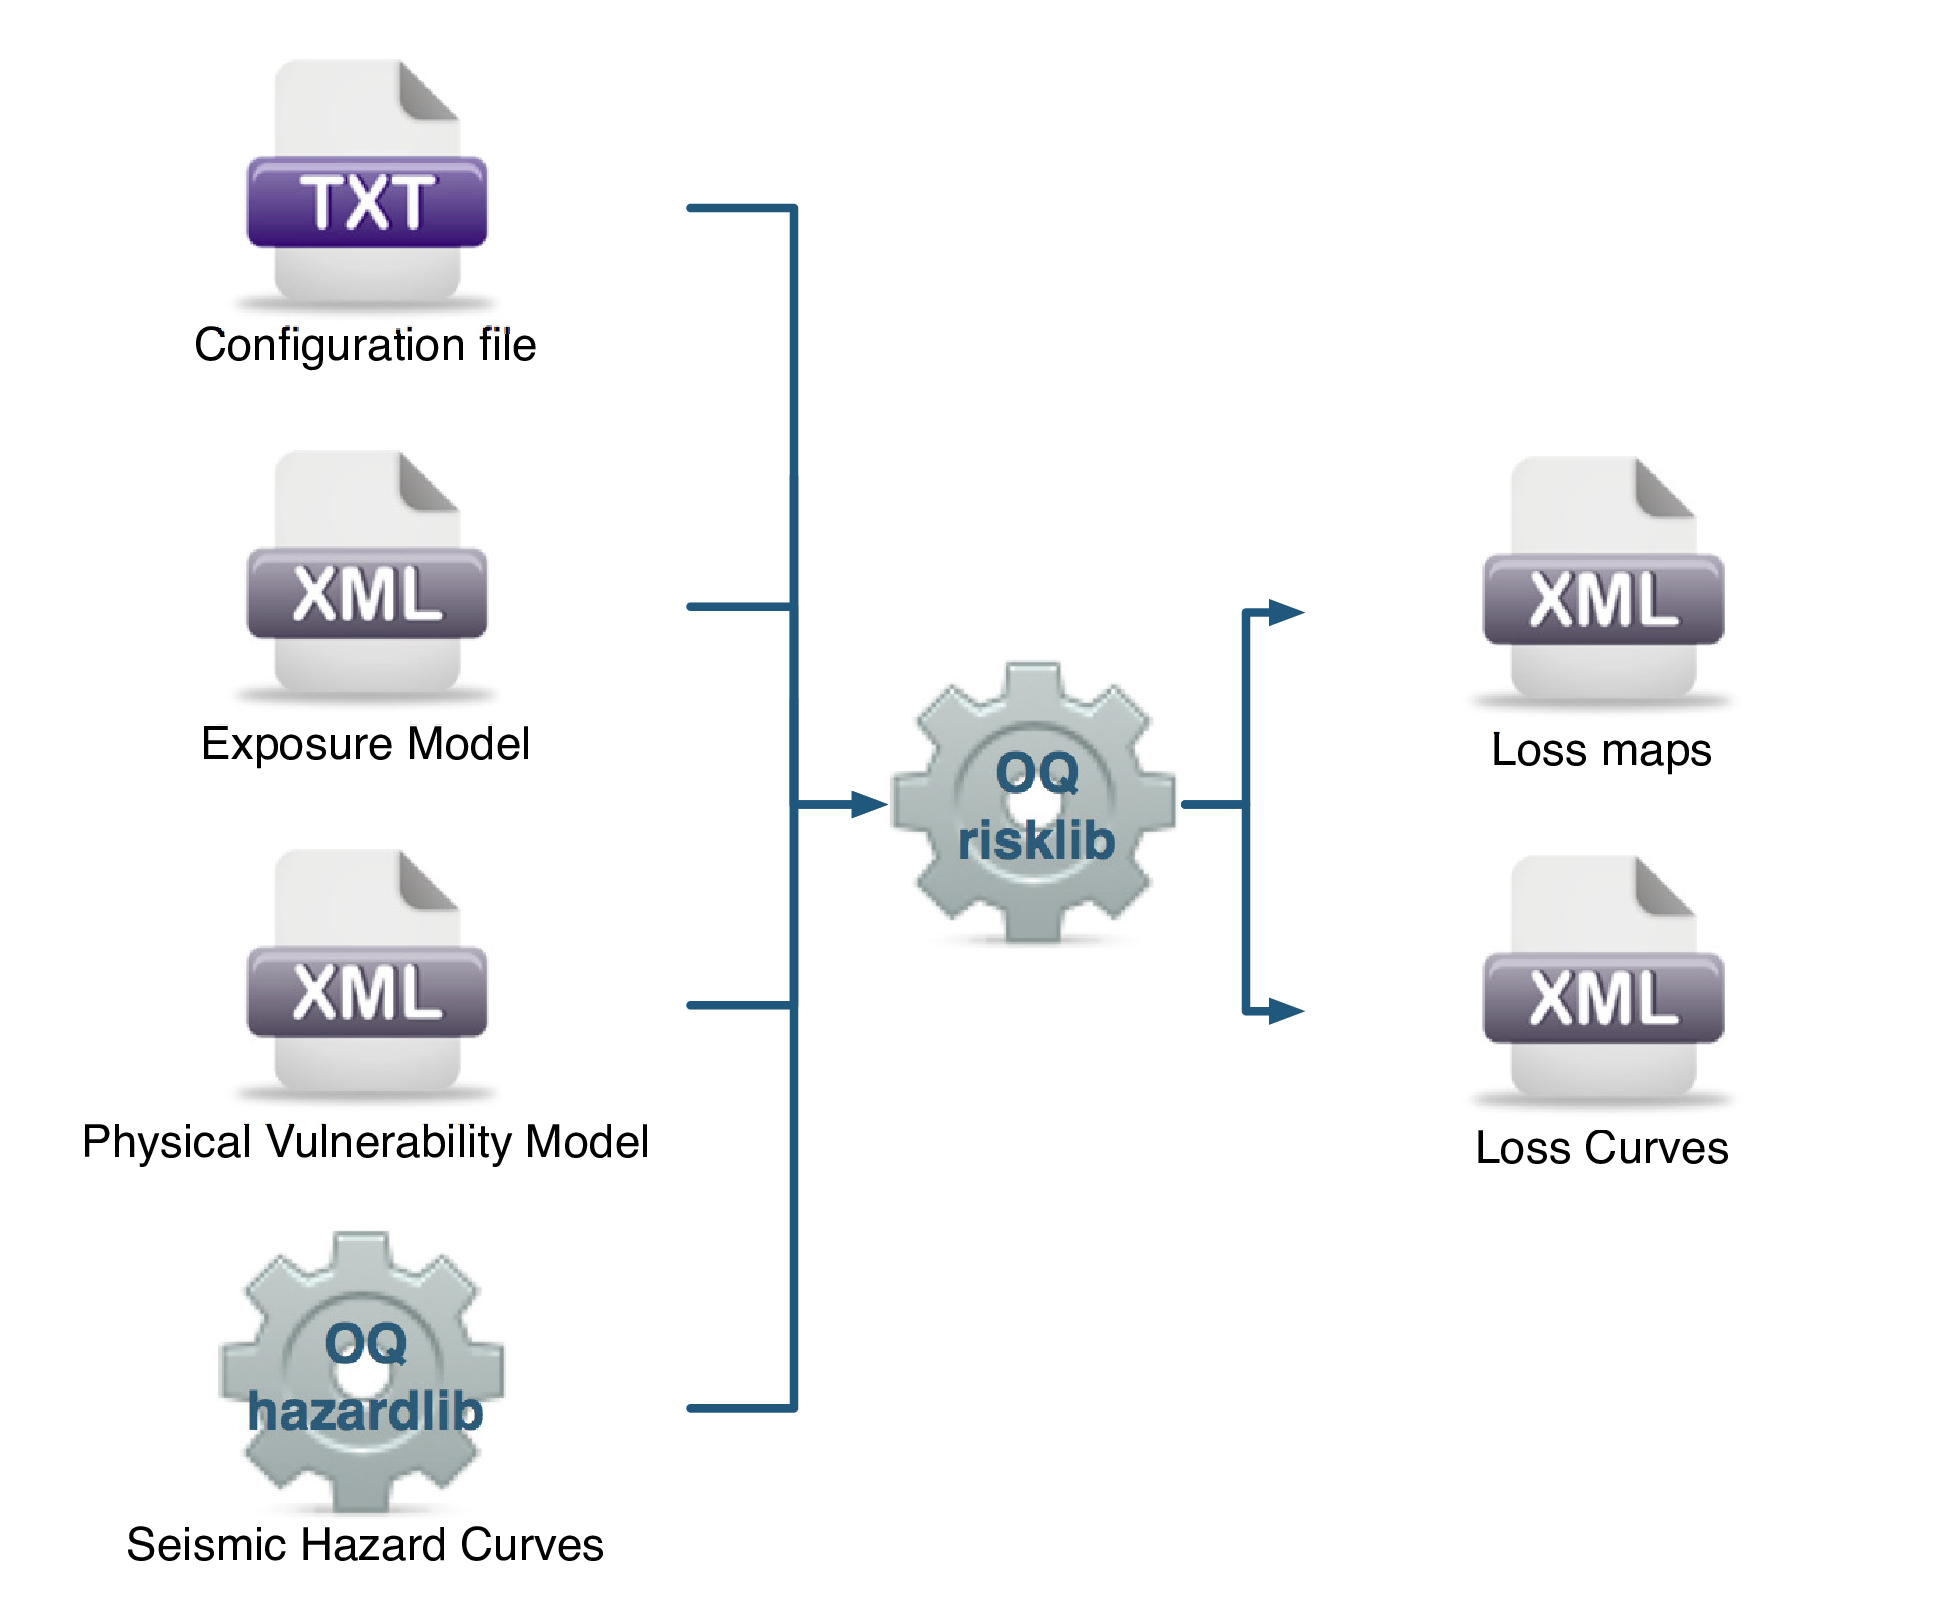 TXT
Configuration file
XML
Exposure Model
XML
Physical Vulnerability Model
OQ
hazardlib
Seismic Hazard Curves
OQ
risklib
XML
Loss maps
XML
Loss Curves